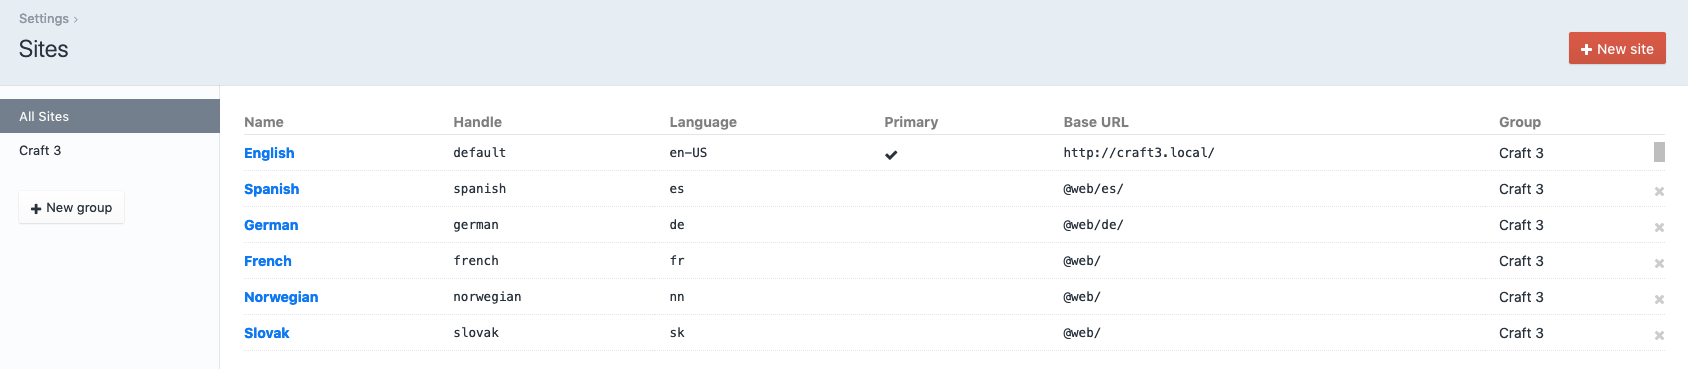 Settings ›
Sites
New site
All Sites
Craft 3
New group
Name Handle Language Primary Base URL Group
English default en-US http://craft3.local/ Craft 3
Spanish spanish es @web/es/ Craft 3
German german de @web/de/ Craft 3
French french fr @web/ Craft 3
Norwegian norwegian nn @web/ Craft 3
Slovak slovak sk @web/ Craft 3